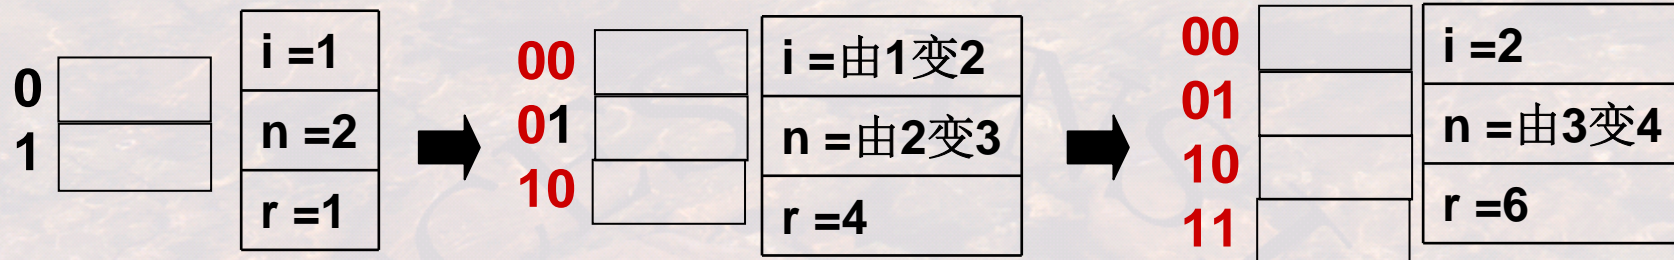 0
1
i =1
n =2
r =1
00
01
10
i =由1变2
n =由2变3
r =4
00
01
10
11
i =2
n =由3变4
r =6